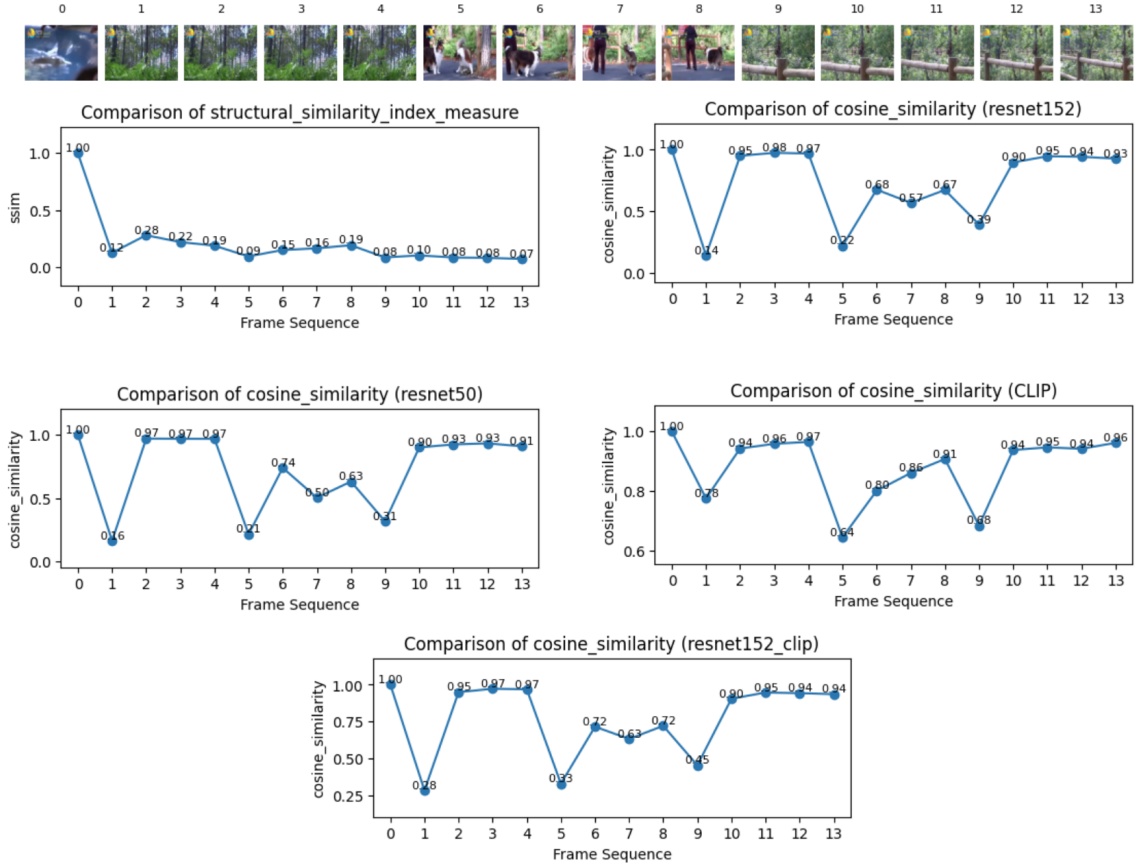 0 1 2 3 4 5 6 7 8 9 10 11 12 13
Comparison of structural_similarity_index_measure
ssim
1.0
0.5
0.0
1.00 0.12 0.28 0.22 0.19 0.09 0.15 0.16 0.19 0.08 0.10 0.08 0.08 0.07
0 1 2 3 4 5 6 7 8 9 10 11 12 13
Frame Sequence
Comparison of cosine_similarity (resnet152)
cosine_similarity
1.0
0.5
0.0
1.00 0.14 0.95 0.98 0.97 0.22 0.68 0.57 0.67 0.39 0.90 0.95 0.94 0.93
0 1 2 3 4 5 6 7 8 9 10 11 12 13
Frame Sequence
Comparison of cosine_similarity (resnet50)
cosine_similarity
1.0
0.5
0.0
1.00 0.16 0.97 0.97 0.97 0.21 0.74 0.50 0.63 0.31 0.90 0.93 0.93 0.91
0 1 2 3 4 5 6 7 8 9 10 11 12 13
Frame Sequence
Comparison of cosine_similarity (CLIP)
cosine_similarity
1.0
0.8
0.6
1.00 0.78 0.94 0.96 0.97 0.64 0.80 0.86 0.91 0.68 0.94 0.95 0.94 0.96
0 1 2 3 4 5 6 7 8 9 10 11 12 13
Frame Sequence
Comparison of cosine_similarity (resnet152_clip)
cosine_similarity
1.00
0.75
0.50
0.25
1.00 0.28 0.95 0.97 0.97 0.33 0.72 0.63 0.72 0.45 0.90 0.95 0.94 0.94
0 1 2 3 4 5 6 7 8 9 10 11 12 13
Frame Sequence